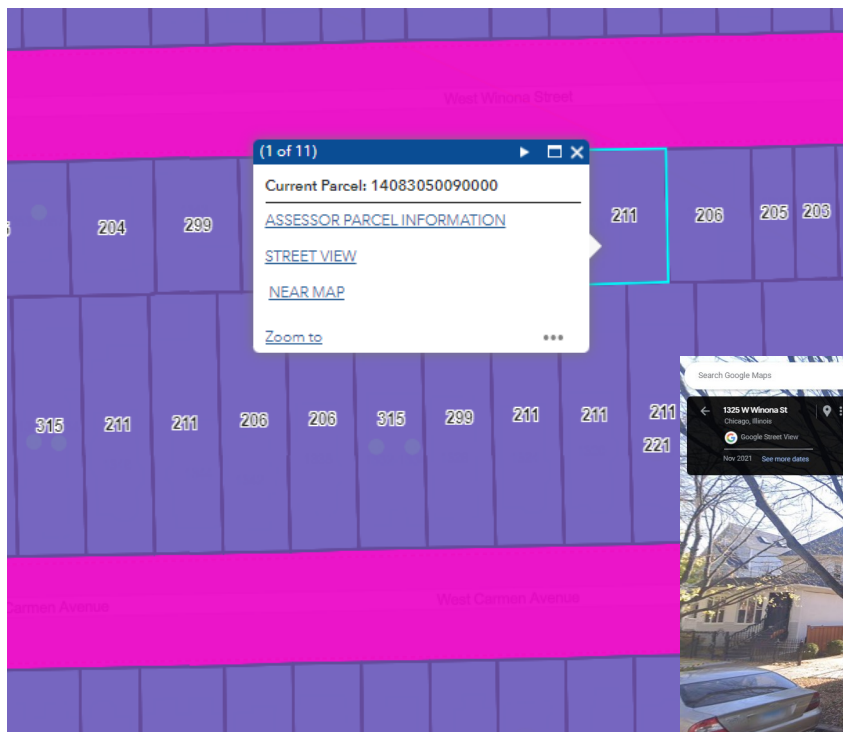 West Winona Street
(1 of 11)
Current Parcel: 14083050090000
ASSESSOR PARCEL INFORMATION
STREET VIEW
NEAR MAP
Zoom to
204 299 211 206 205 203
315 211 211 206 206 315 299 211 211 211
221
Search Google Maps
1325 W Winona St
Chicago, Illinois
Google Street View
Nov 2021 See more dates
Carmen Avenue West Carmen Avenue